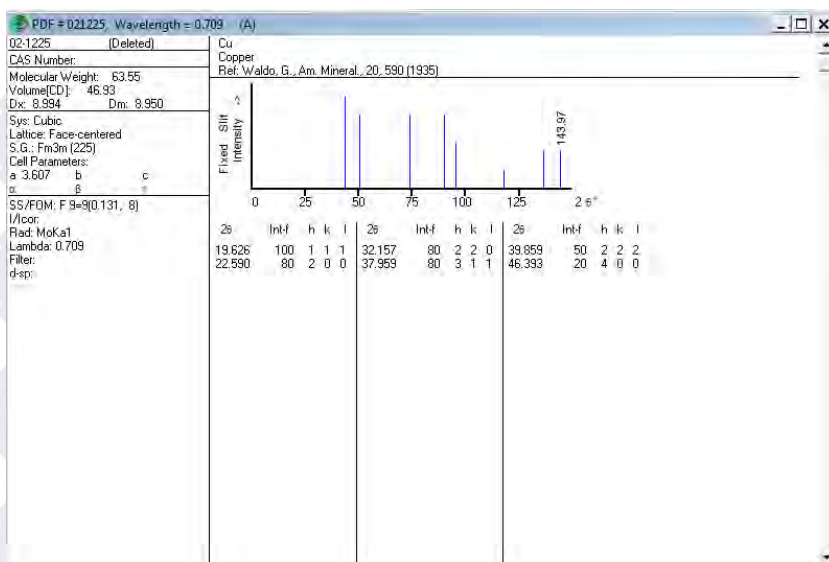 PDF # 021225, Wavelength = 0.709 (A)
02-1225 (Deleted)
CAS Number:
Molecular Weight: 63.55
Volume[CD]: 46.93
Dx: 8.994 Dm: 8.950
Sys: Cubic
Lattice: Face-centered
S.G.: Fm3m (225)
Cell Parameters:
a 3.607 b c
α β
SS/FOM: F 9=9(0.131, 8)
I/Icor:
Rad: MoKa1
Lambda: 0.709
Filter:
d-sp:
Cu
Copper
Ref: Waldo, G., Am. Mineral., 20, 590 (1935)
Fixed Slit
Intensity ->
143.97
0 25 50 75 100 125 2θ°
2θ Int-f h k l 2θ Int-f h k l 2θ Int-f h k l
19.626 100 1 1 1 32.157 80 2 2 0 39.859 50 2 2 2
22.590 80 2 0 0 37.959 80 3 1 1 46.393 20 4 0 0